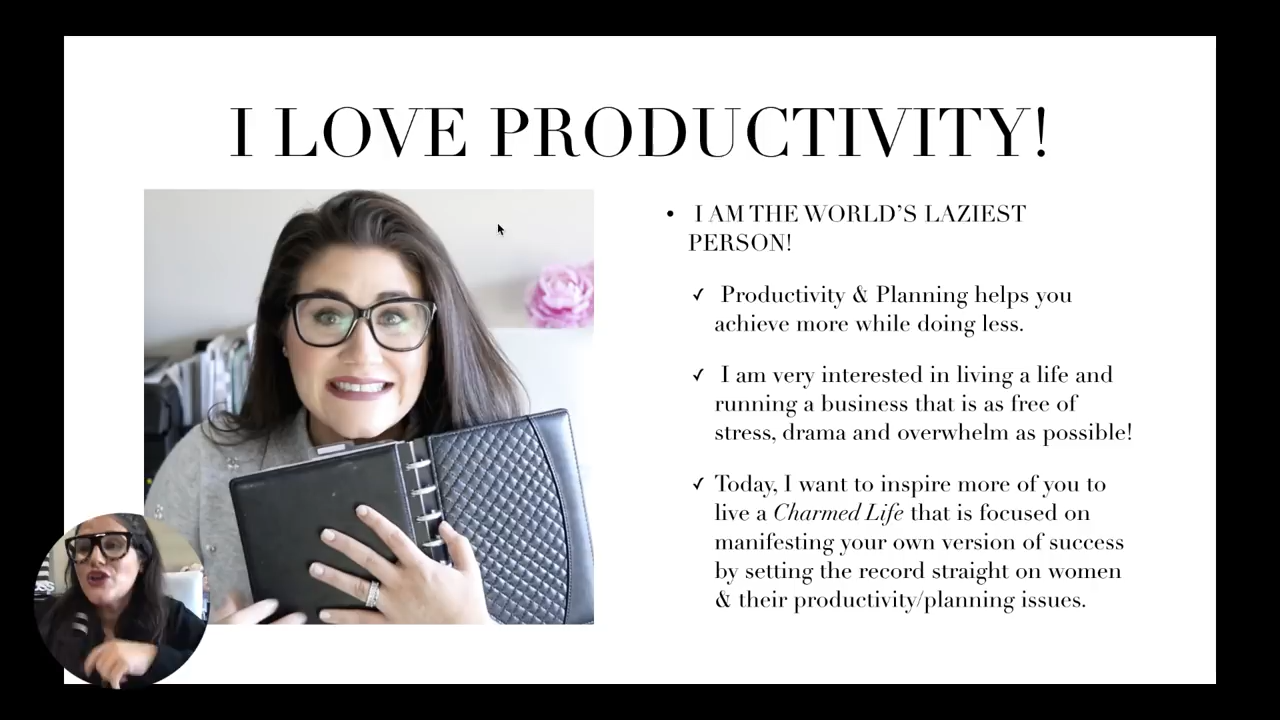 I LOVE PRODUCTIVITY!
• I AM THE WORLD’S LAZIEST
PERSON!
✓ Productivity & Planning helps you
achieve more while doing less.
✓ I am very interested in living a life and
running a business that is as free of
stress, drama and overwhelm as possible!
✓ Today, I want to inspire more of you to
live a Charmed Life that is focused on
manifesting your own version of success
by setting the record straight on women
& their productivity/planning issues.